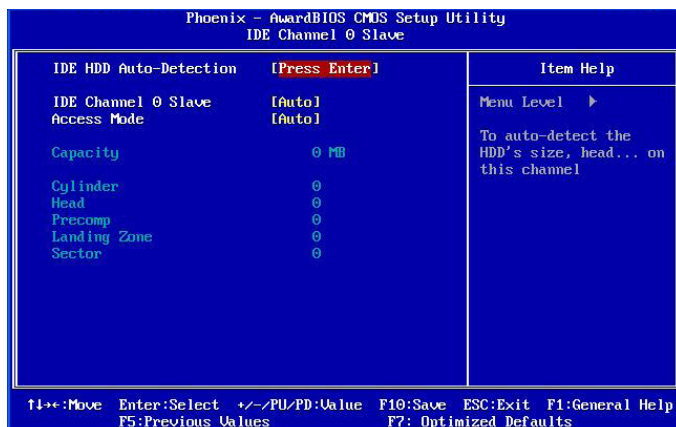 Phoenix - AwardBIOS CMOS Setup Utility
IDE Channel 0 Slave
IDE HDD Auto-Detection [Press Enter]
IDE Channel 0 Slave [Auto]
Access Mode [Auto]
Capacity 0 MB
Cylinder 0
Head 0
Precomp 0
Landing Zone 0
Sector 0
Item Help
Menu Level ▶
To auto-detect the
HDD's size, head... on
this channel
↑↓→←:Move Enter:Select +/-/PU/PD:Value F10:Save ESC:Exit F1:General Help
F5:Previous Values F7: Optimized Defaults